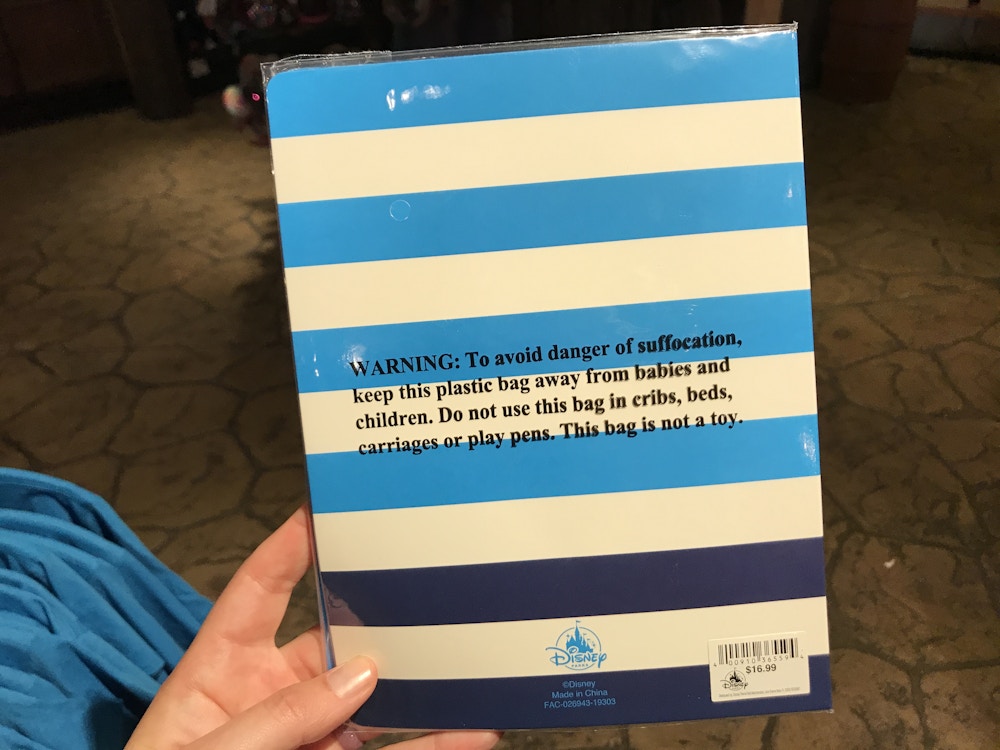 WARNING: To avoid danger of suffocation,
keep this plastic bag away from babies and
children. Do not use this bag in cribs, beds,
carriages or play pens. This bag is not a toy.
Disney
PARKS
©Disney
Made in China
FAC-026943-19303
$16.99
Disney